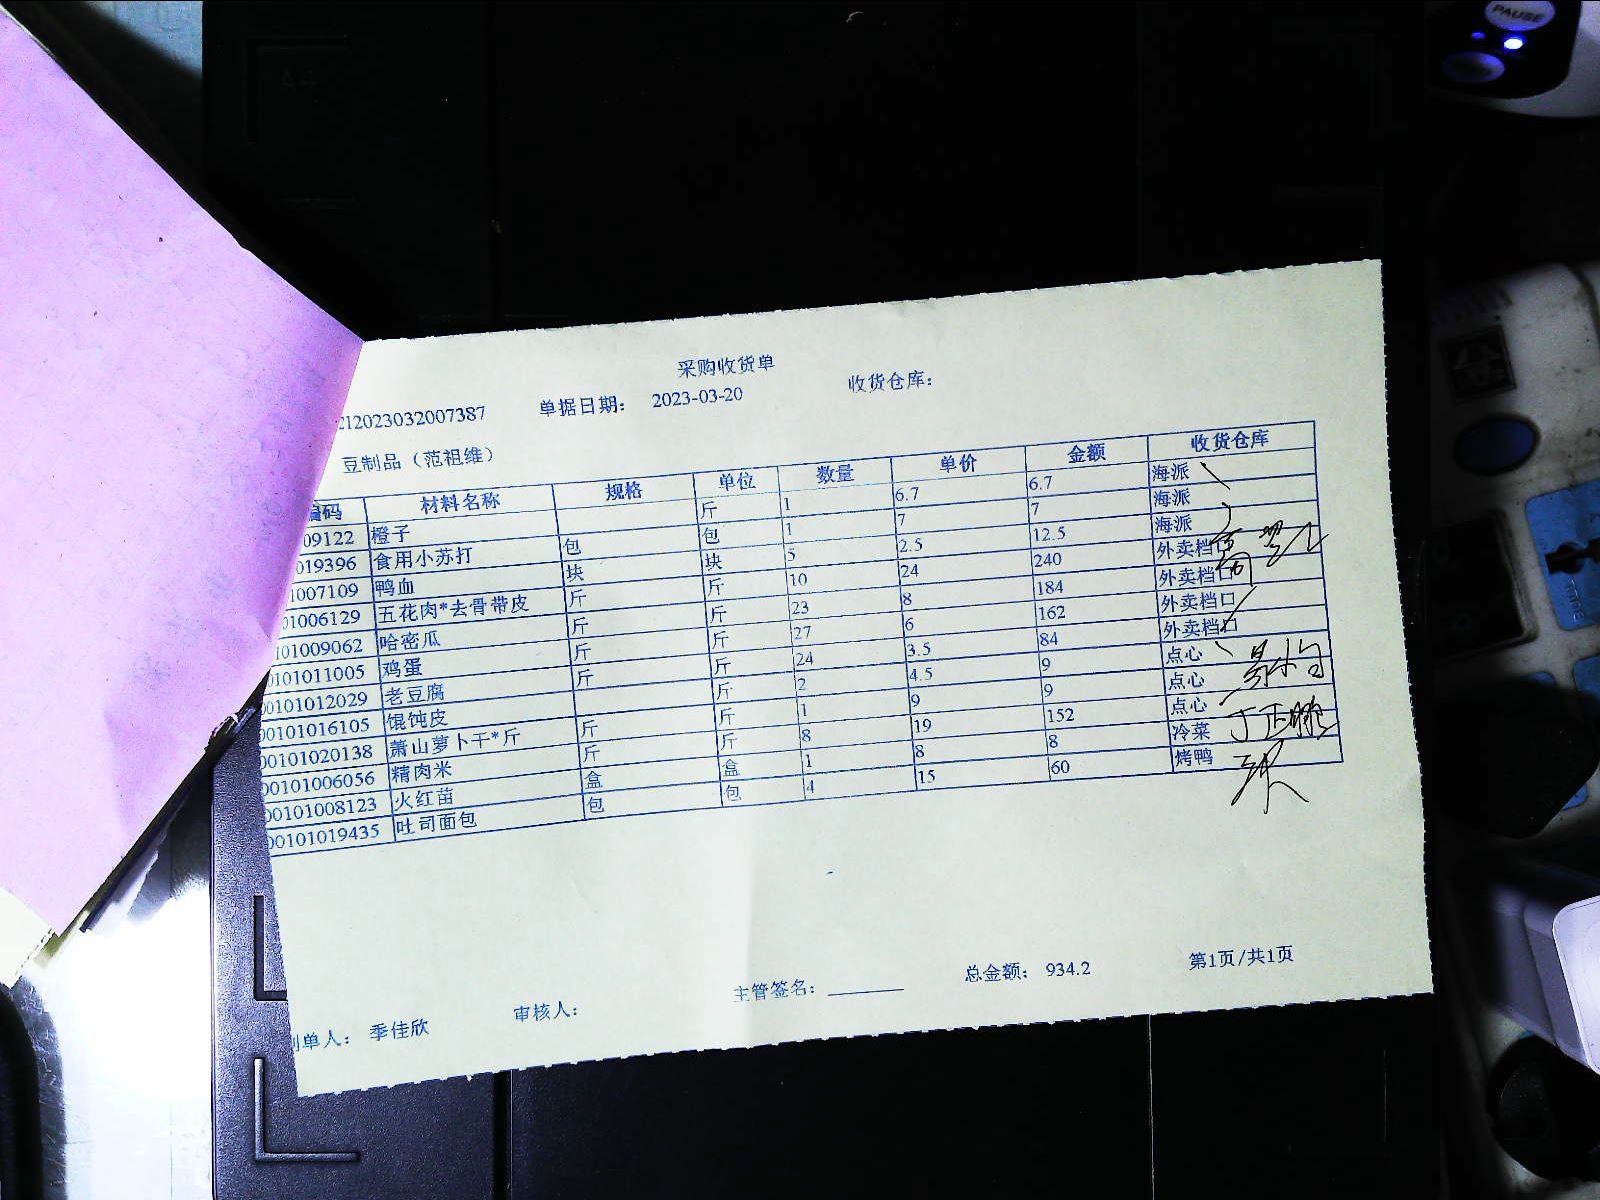 PAUSE
采购收货单
212023032007387 单据日期： 2023-03-20 收货仓库：
豆制品（范祖维）
编码 材料名称 规格 单位 数量 单价 金额 收货仓库
09122 橙子 斤 1 6.7 6.7 海派
019396 食用小苏打 包 包 1 7 7 海派
1007109 鸭血 块 块 5 2.5 12.5 海派
01006129 五花肉*去骨带皮 斤 斤 10 24 240 外卖档口
101009062 哈密瓜 斤 斤 23 8 184 外卖档口
0101011005 鸡蛋 斤 斤 27 6 162 外卖档口
00101012029 老豆腐 斤 斤 24 3.5 84 外卖档口
00101016105 馄饨皮 斤 2 4.5 9 点心
00101020138 萧山萝卜干*斤 斤 斤 1 9 9 点心
00101006056 精肉米 斤 斤 8 19 152 点心
00101008123 火红苗 盒 盒 1 8 8 冷菜 丁正鹏
00101019435 吐司面包 包 包 4 15 60 烤鸭
制单人： 季佳欣 审核人： 主管签名： 总金额： 934.2 第1页/共1页